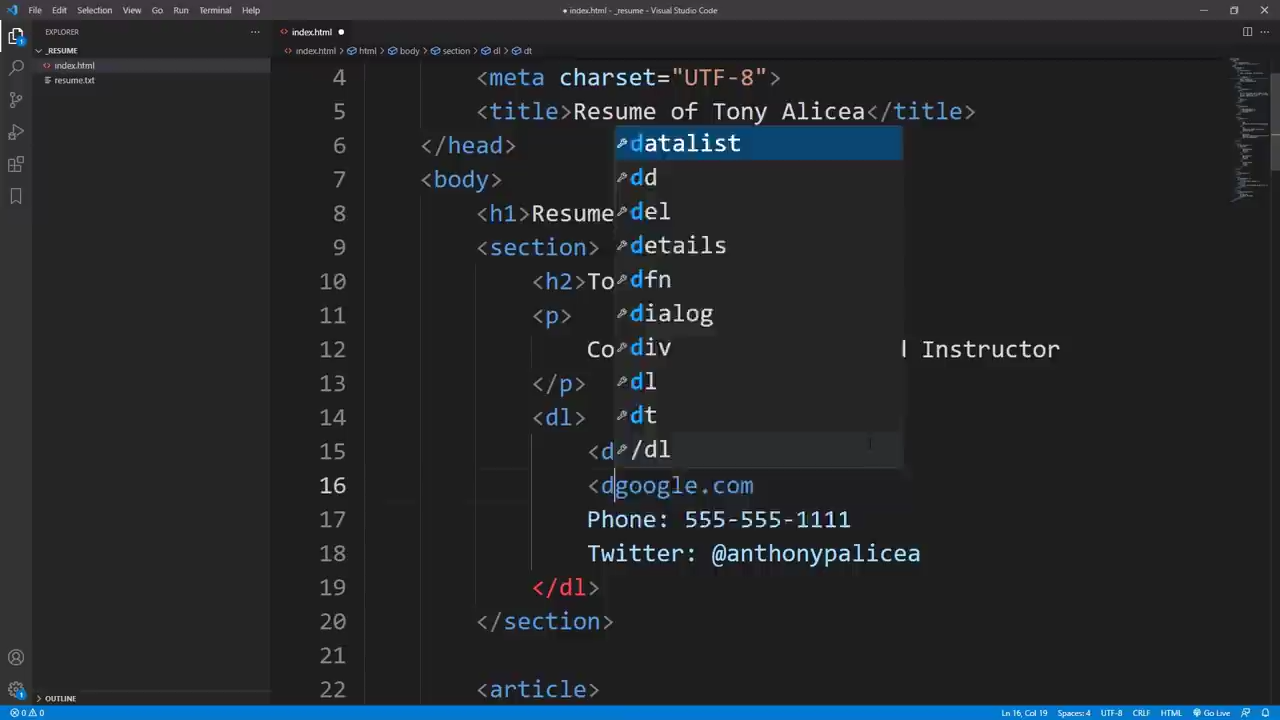 File Edit Selection View Go Run Terminal Help
● index.html - _resume - Visual Studio Code
EXPLORER
_RESUME
index.html
resume.txt
OUTLINE
index.html ●
index.html html body section dl dt
4 <meta charset="UTF-8">
5 <title>Resume of Tony Alicea</title>
6 </head>
7 <body>
8 <h1>Resume
9 <section>
10 <h2>To
11 <p>
12 Co l Instructor
13 </p>
14 <dl>
15 <d
16 <dgoogle.com
17 Phone: 555-555-1111
18 Twitter: @anthonypalicea
19 </dl>
20 </section>
21
22 <article>
datalist
dd
del
details
dfn
dialog
div
dl
dt
/dl
0 0
Ln 16, Col 19 Spaces: 4 UTF-8 CRLF HTML Go Live